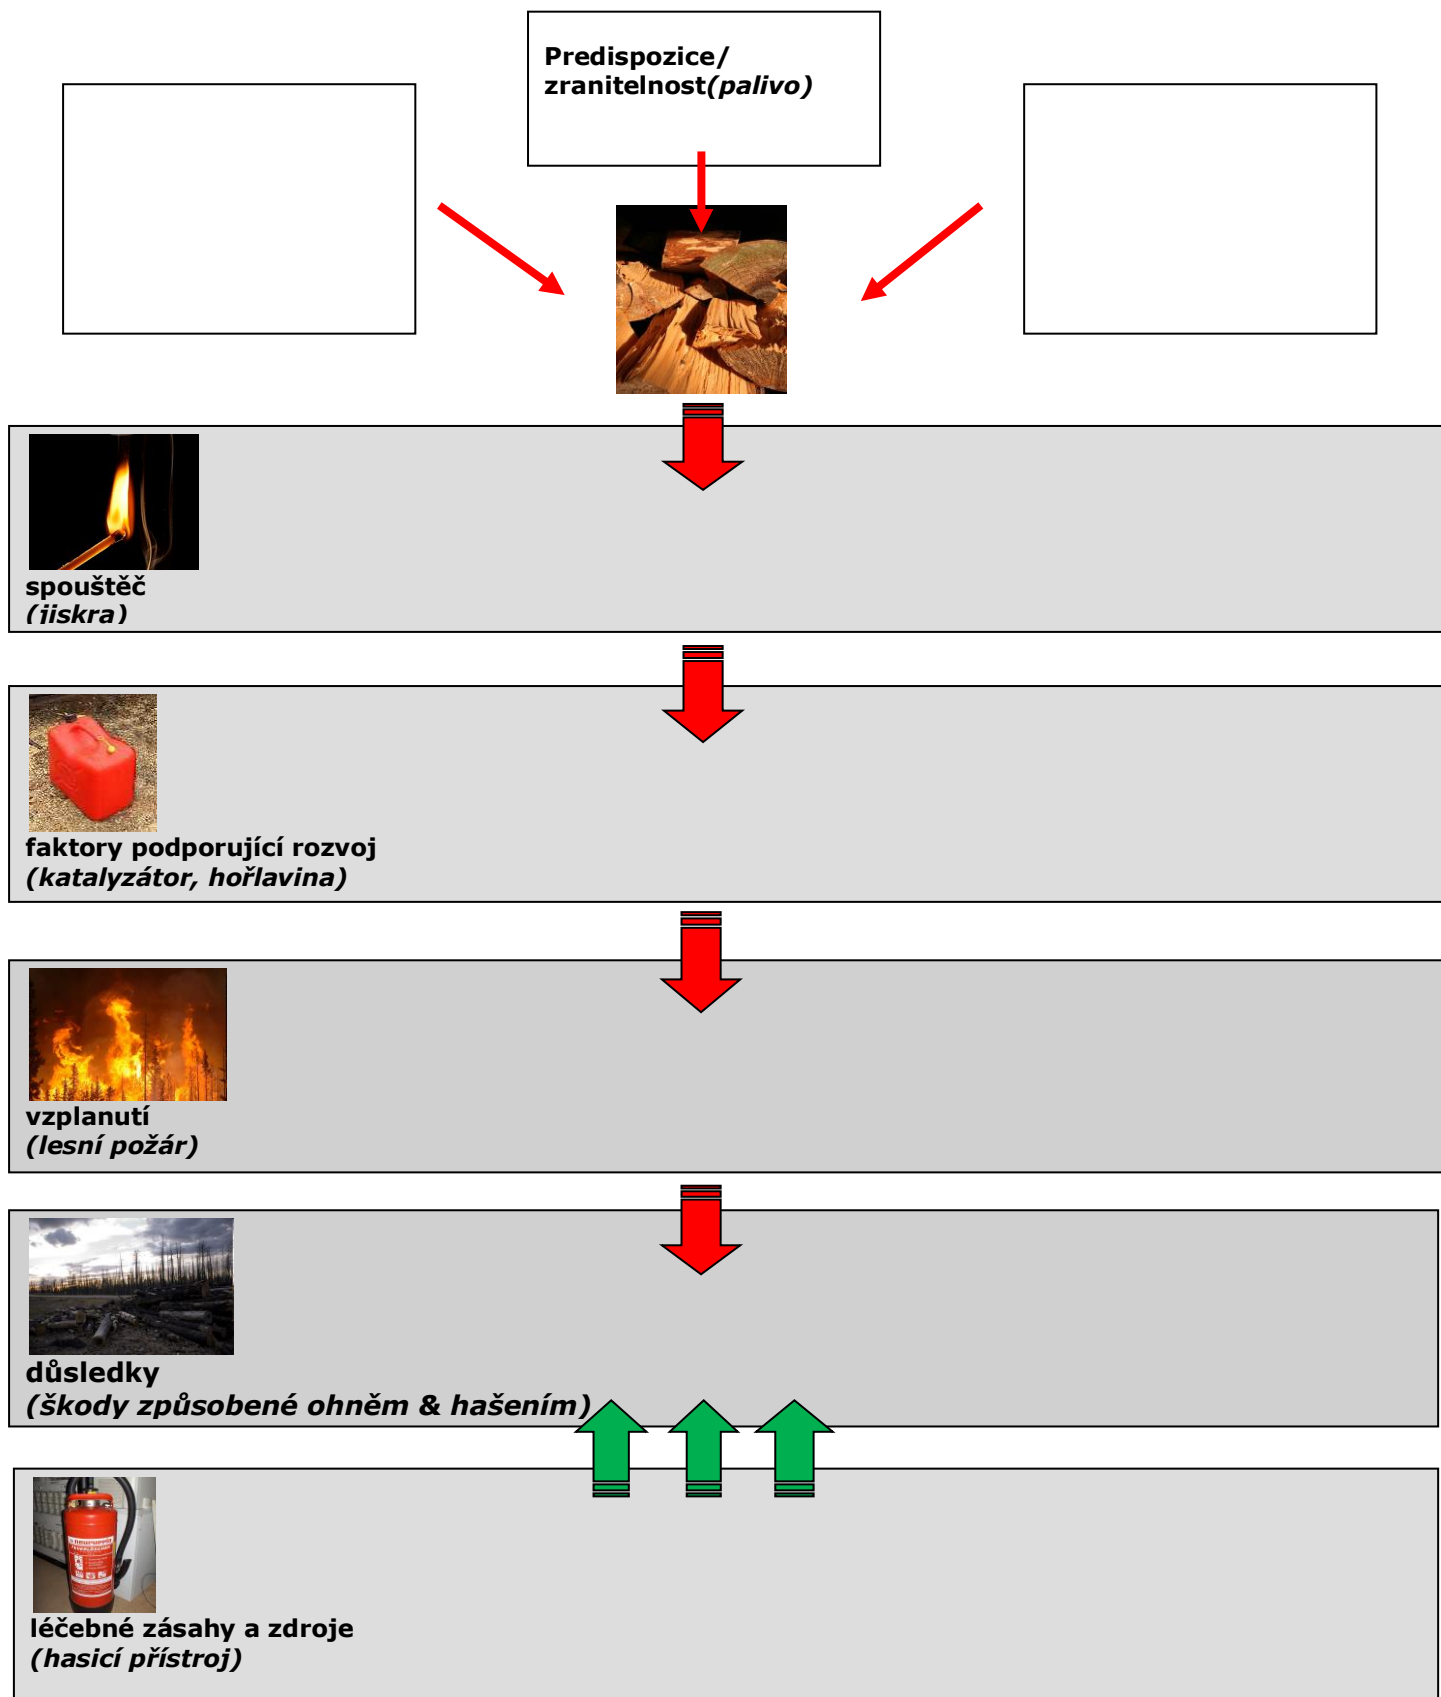 Predispozice/
zranitelnost(palivo)
spouštěč
(jiskra)
faktory podporující rozvoj
(katalyzátor, hořlavina)
vzplanutí
(lesní požár)
důsledky
(škody způsobené ohněm & hašením)
léčebné zásahy a zdroje
(hasicí přístroj)